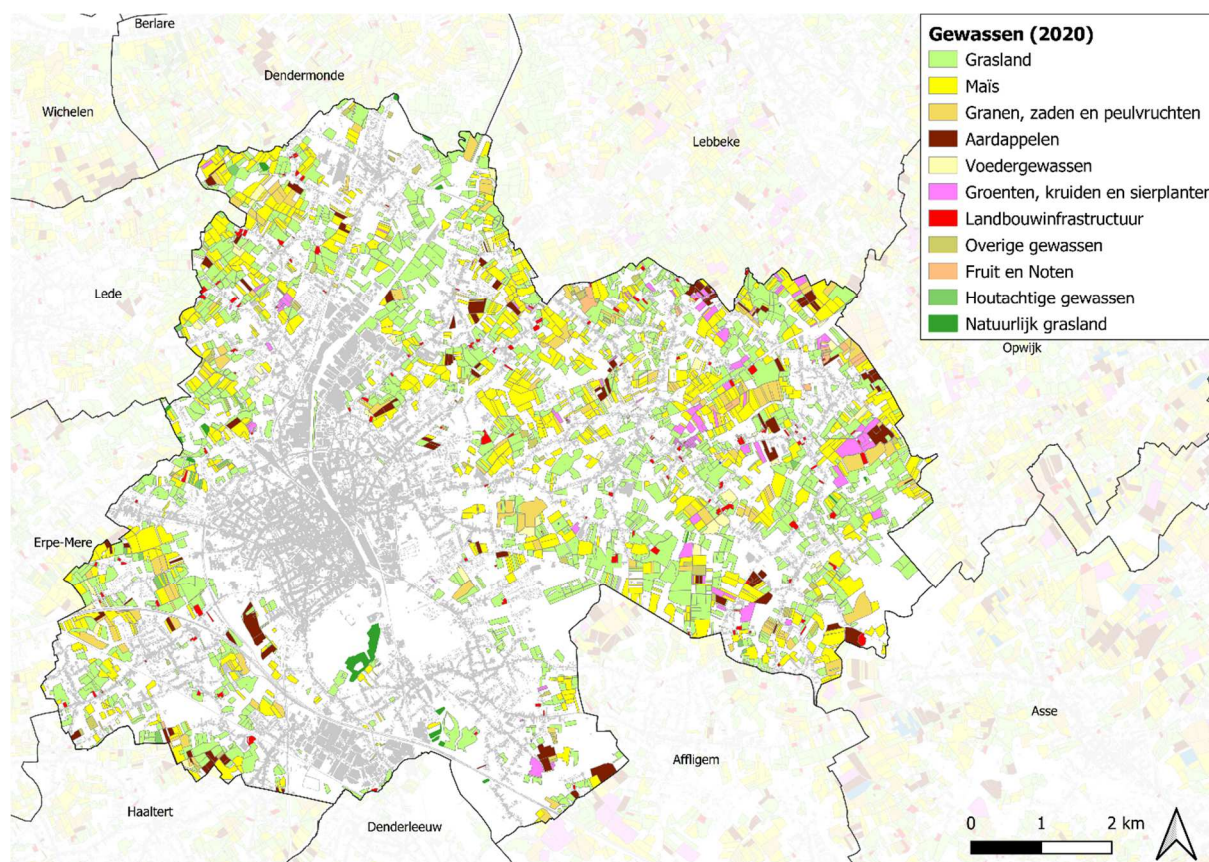 Berlare
Dendermonde
Wichelen
Lebbeke
Lede
Opwijk
Erpe-Mere
Asse
Affligem
Haaltert
Denderleeuw
Gewassen (2020)
Grasland
Maïs
Granen, zaden en peulvruchten
Aardappelen
Voedergewassen
Groenten, kruiden en sierplanten
Landbouwinfrastructuur
Overige gewassen
Fruit en Noten
Houtachtige gewassen
Natuurlijk grasland
0 1 2 km